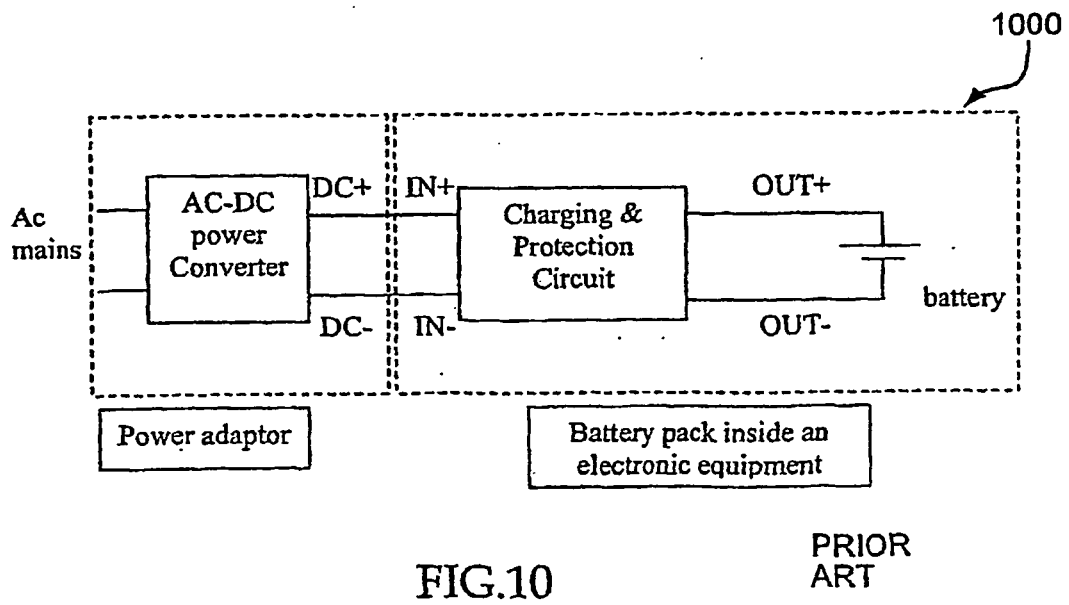 1000
Ac
mains
AC-DC
power
Converter
DC+
DC-
IN+
IN-
Charging &
Protection
Circuit
OUT+
OUT-
battery
Power adaptor
Battery pack inside an
electronic equipment
PRIOR
ART
FIG.10